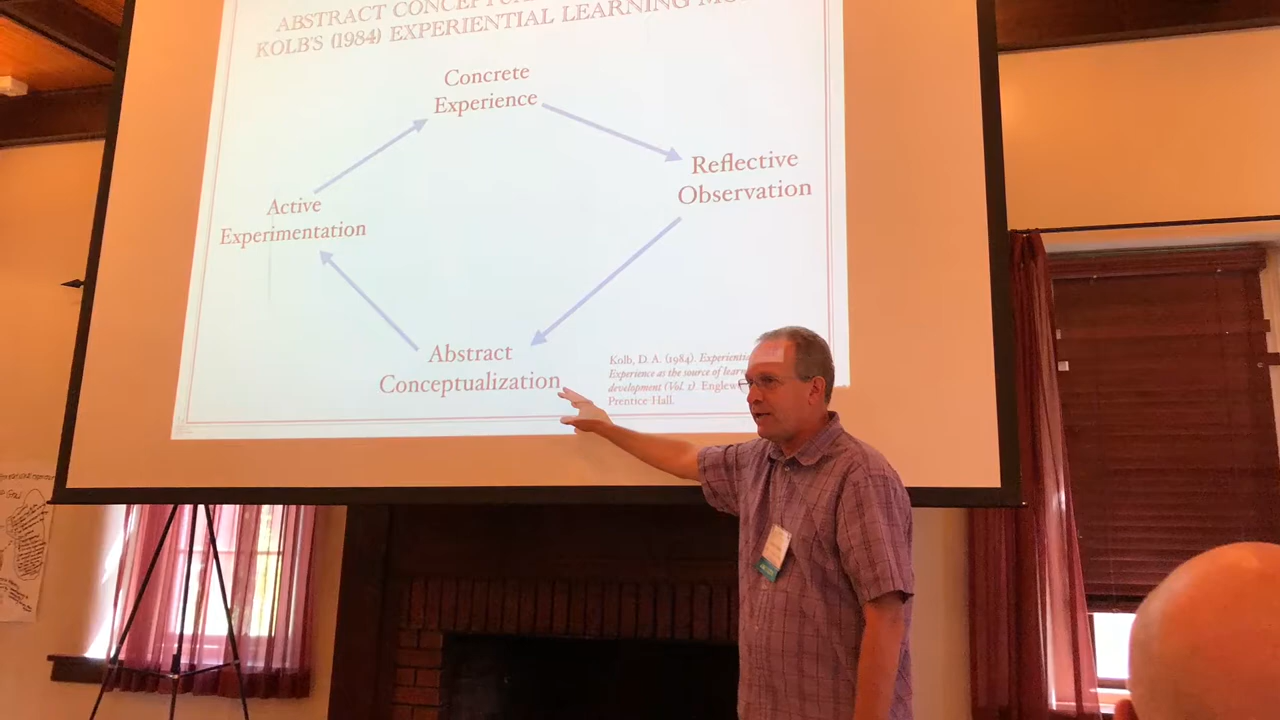 ABSTRACT
KOLB'S (1984) EXPERIENTIAL LEARNING
Concrete
Experience
Reflective
Observation
Active
Experimentation
Abstract
Conceptualization
Kolb, D. A. (1984).
Experience as the source of
development (Vol. 1).
Prentice Hall.